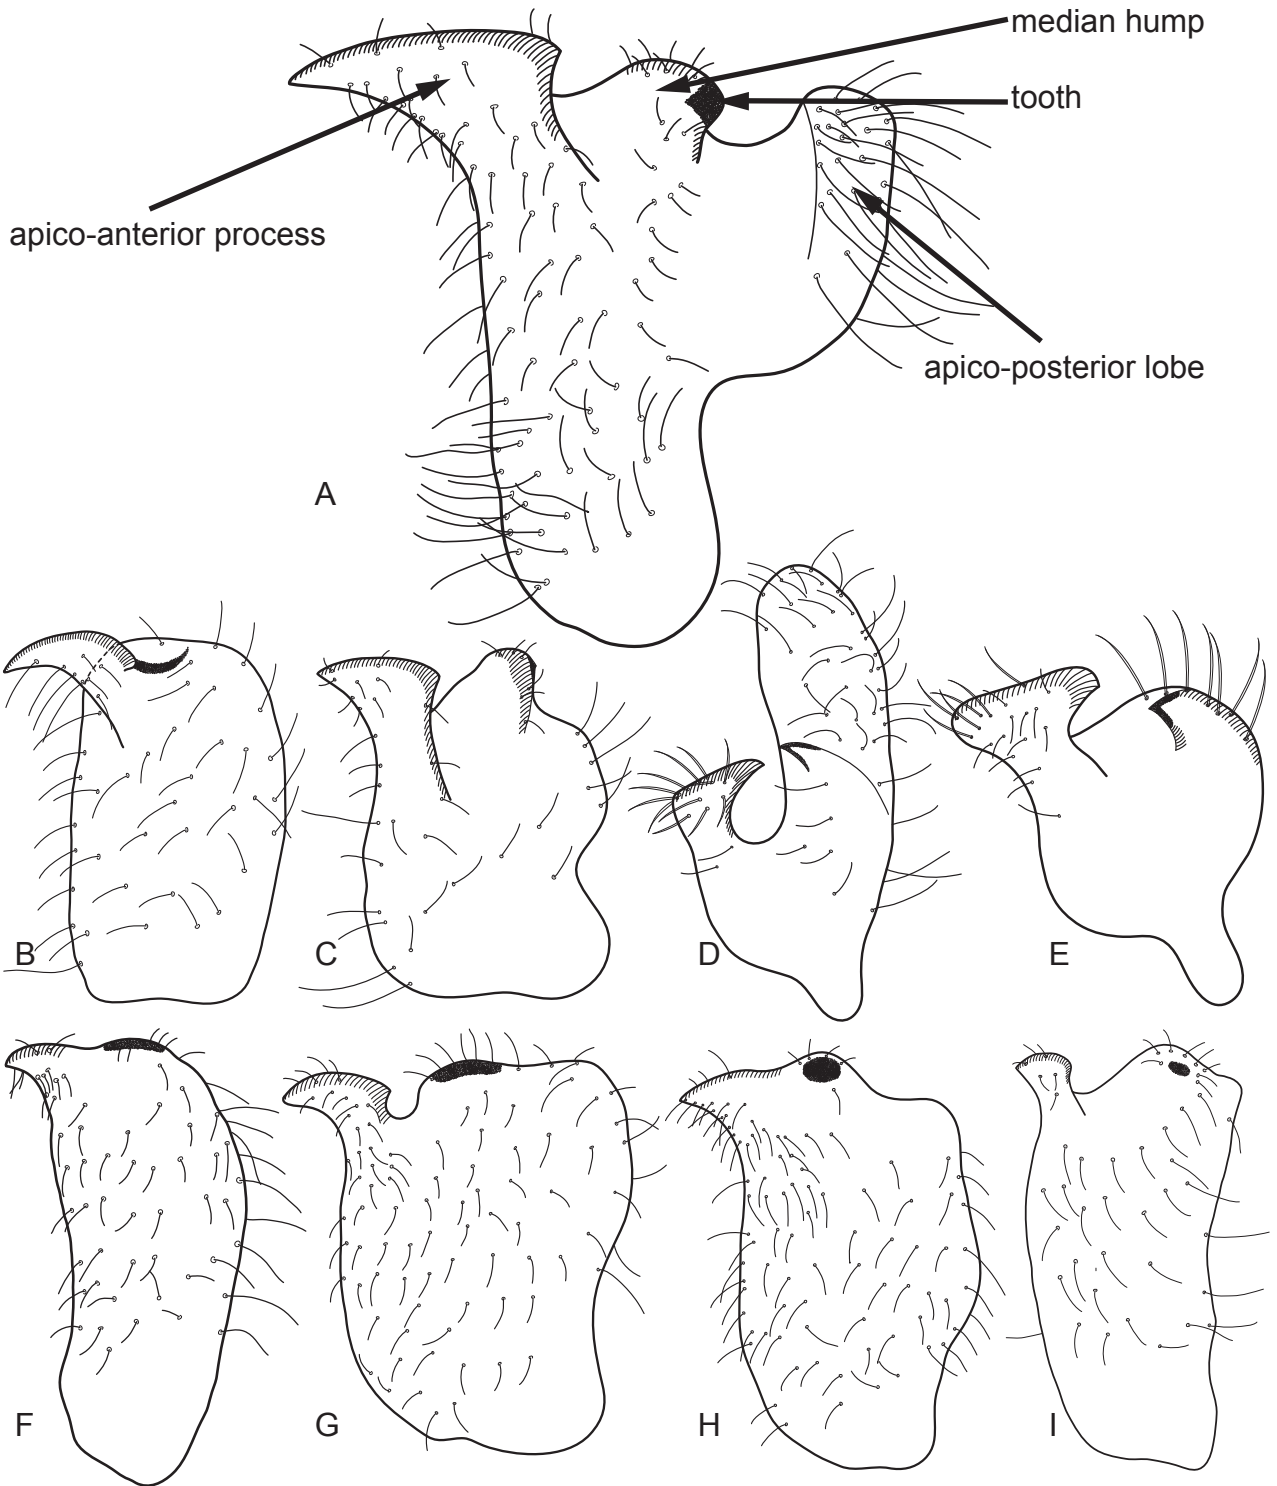 median hump
tooth
apico-anterior process
apico-posterior lobe
A
B
C
D
E
F
G
H
I